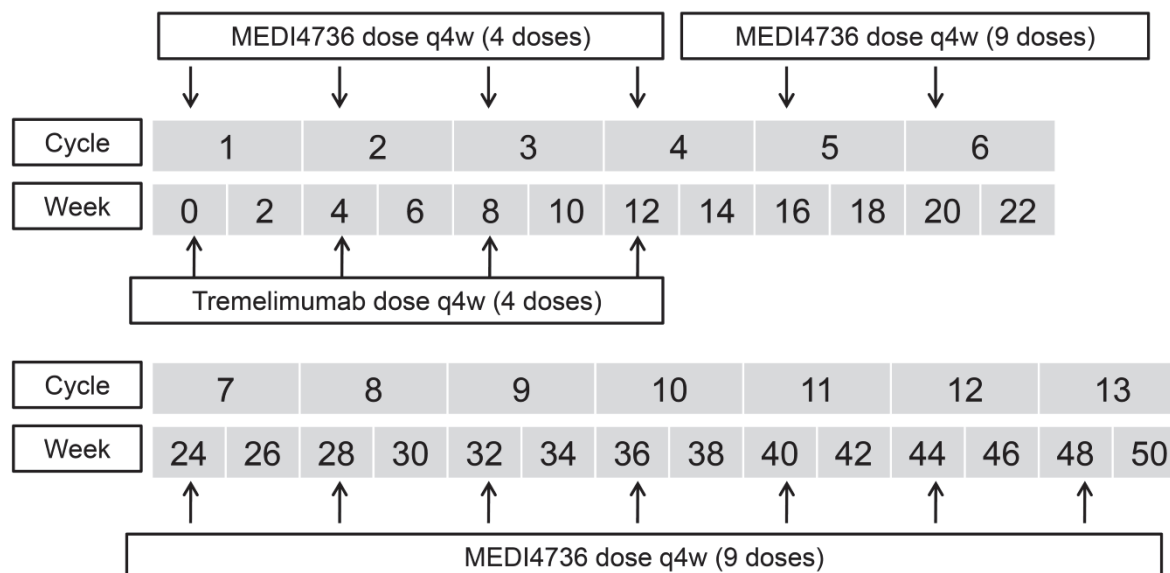 MEDI4736 dose q4w (4 doses) MEDI4736 dose q4w (9 doses)
Cycle 1 2 3 4 5 6
Week 0 2 4 6 8 10 12 14 16 18 20 22
Tremelimumab dose q4w (4 doses)
Cycle 7 8 9 10 11 12 13
Week 24 26 28 30 32 34 36 38 40 42 44 46 48 50
MEDI4736 dose q4w (9 doses)